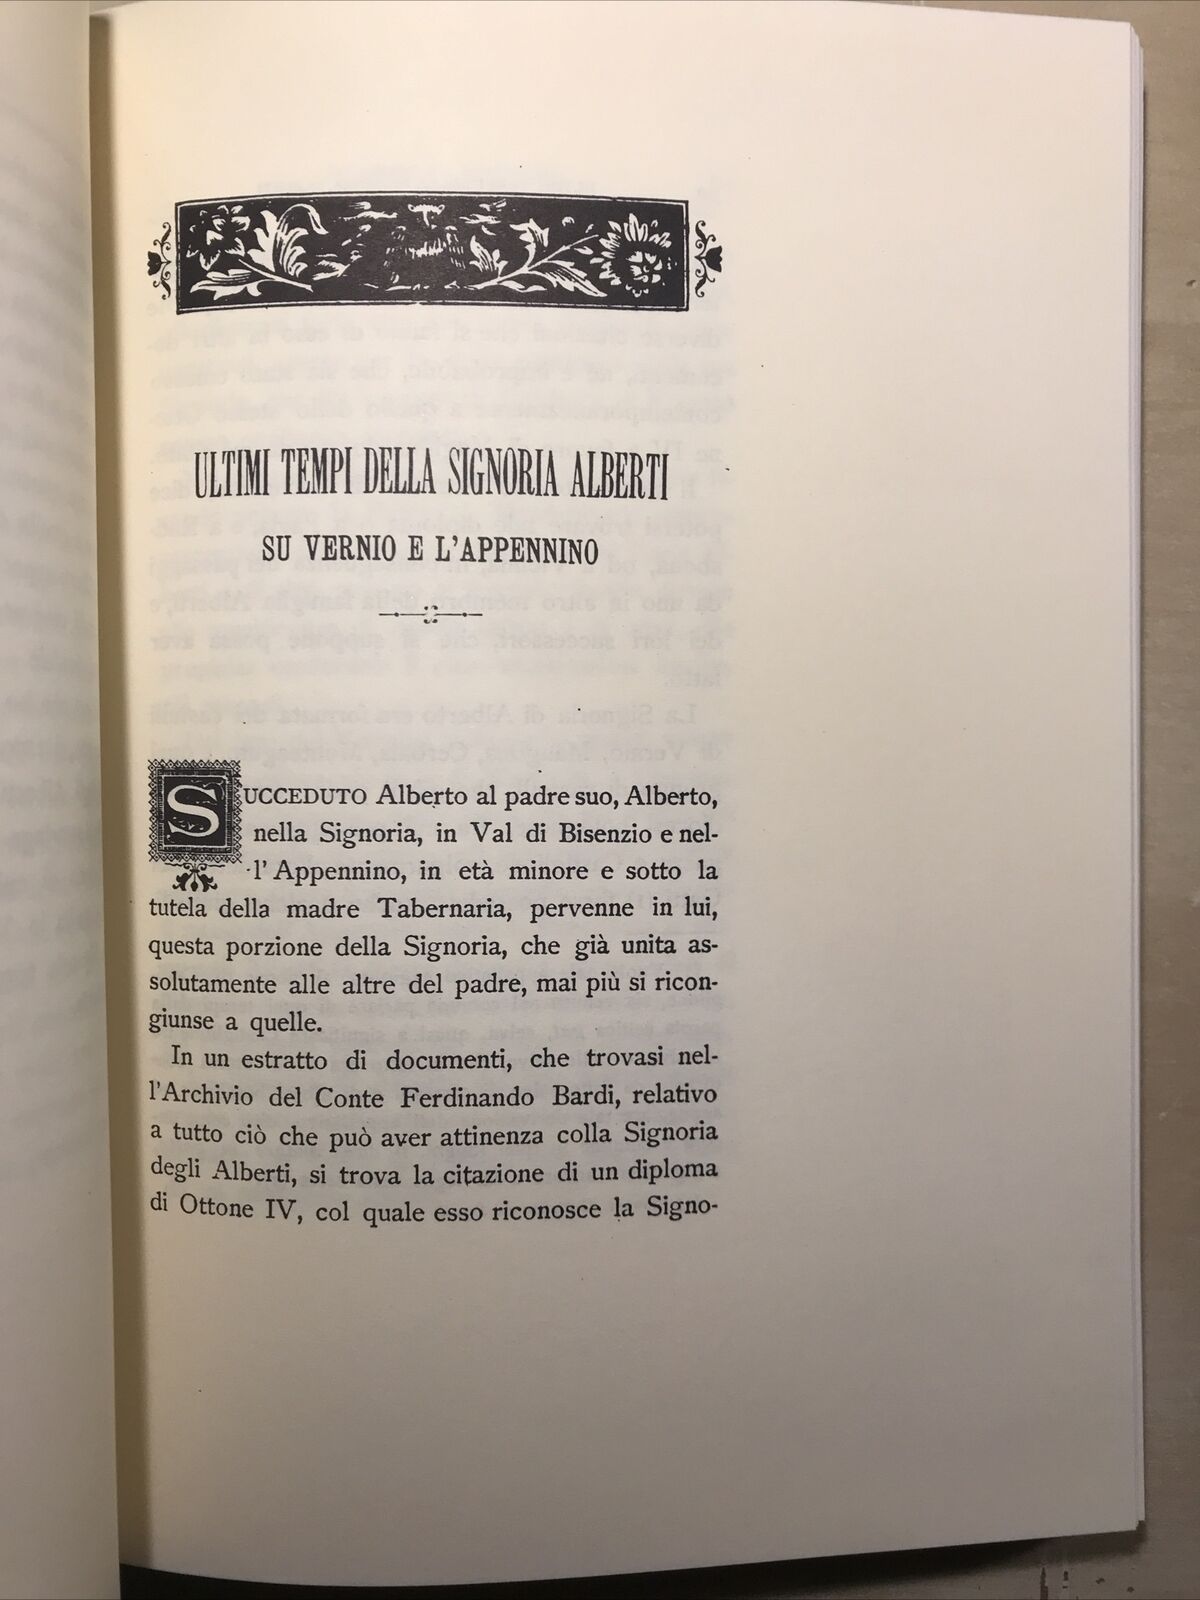 ULTIMI TEMPI DELLA SIGNORIA ALBERTI
SU VERNIO E L'APPENNINO
SUCCEDUTO Alberto al padre suo, Alberto,
nella Signoria, in Val di Bisenzio e nel-
l' Appennino, in età minore e sotto la
tutela della madre Tabernaria, pervenne in lui,
questa porzione della Signoria, che già unita as-
solutamente alle altre del padre, mai più si ricon-
giunse a quelle.
In un estratto di documenti, che trovasi nel-
l'Archivio del Conte Ferdinando Bardi, relativo
a tutto ciò che può aver attinenza colla Signoria
degli Alberti, si trova la citazione di un diploma
di Ottone IV, col quale esso riconosce la Signo-